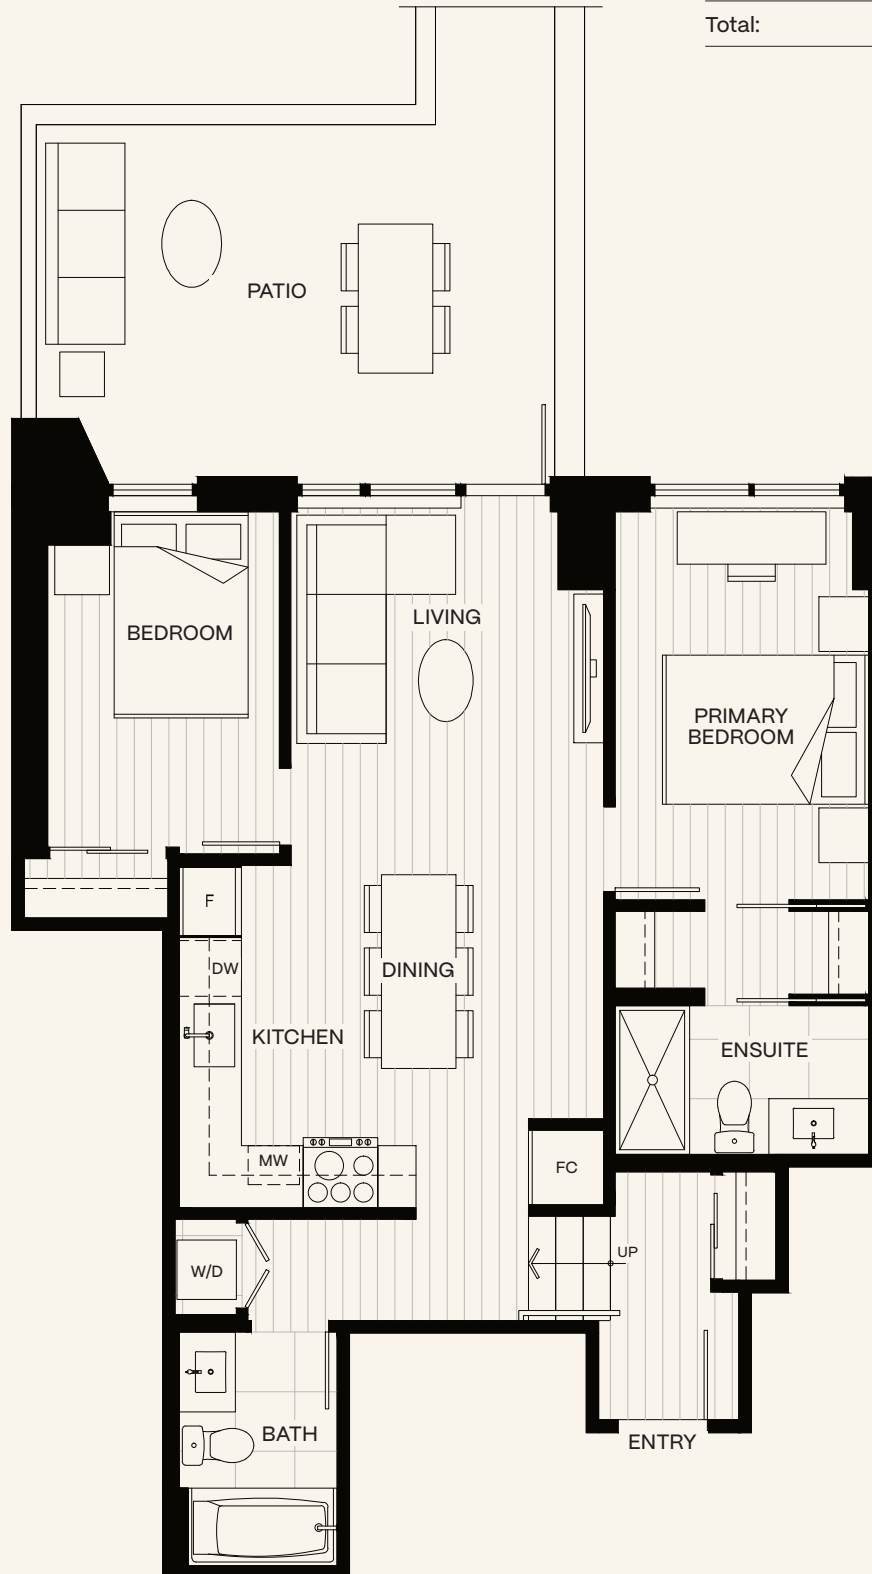 Total:
PATIO
LIVING
BEDROOM
PRIMARY
BEDROOM
F
DW
DINING
KITCHEN
ENSUITE
MW
FC
UP
W/D
BATH
ENTRY